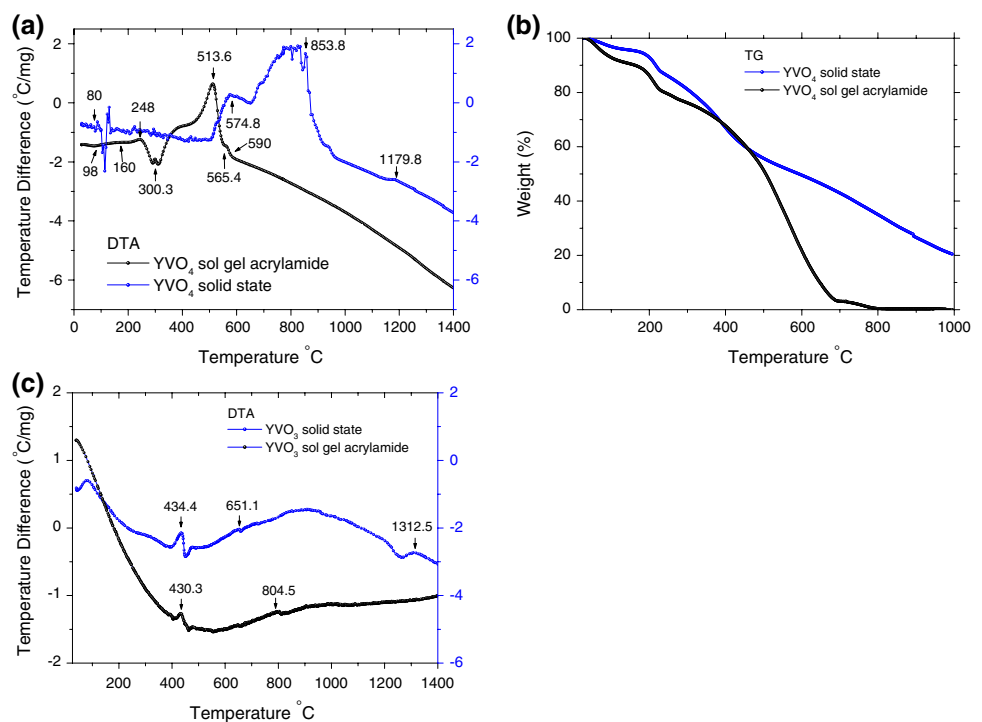 (a)
Temperature Difference (°C/mg)
2
0
-2
-4
-6
2
0
-2
-4
-6
80
98
160
248
300.3
513.6
565.4
590
574.8
853.8
1179.8
DTA
YVO₄ sol gel acrylamide
YVO₄ solid state
0 200 400 600 800 1000 1200 1400
Temperature °C
(b)
Weight (%)
100
80
60
40
20
0
TG
YVO₄ solid state
YVO₄ sol gel acrylamide
200 400 600 800 1000
Temperature °C
(c)
Temperature Difference (°C/mg)
2
1
0
-1
-2
2
0
-2
-4
-6
DTA
YVO₃ solid state
YVO₃ sol gel acrylamide
434.4
651.1
1312.5
430.3
804.5
200 400 600 800 1000 1200 1400
Temperature °C